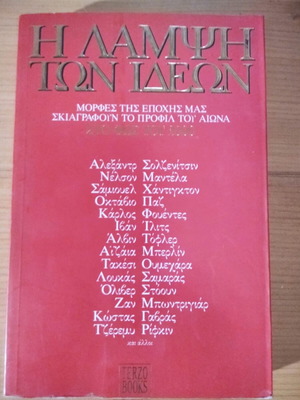 Η ΛΑΜΨΗ
ΤΩΝ ΙΔΕΩΝ
ΜΟΡΦΕΣ ΤΗΣ ΕΠΟΧΗΣ ΜΑΣ
ΣΚΙΑΓΡΑΦΟΥΝ ΤΟ ΠΡΟΦΙΛ ΤΟΥ ΑΙΩΝΑ
Αλεξάντρ Σολζενίτσιν
Νέλσον Μαντέλα
Σάμιουελ Χάντιγκτον
Οκτάβιο Παζ
Κάρλος Φουέντες
Ιβάν Ίλιτς
Άλβιν Τόφλερ
Αϊζάια Μπερλίν
Τακέσι Ουμεχάρα
Λουκάς Σαμαράς
Όλιβερ Στόουν
Ζαν Μπωντριγιάρ
Κώστας Γαβράς
Τζέρεμυ Ρίφκιν
και άλλοι
TERZO
BOOKS